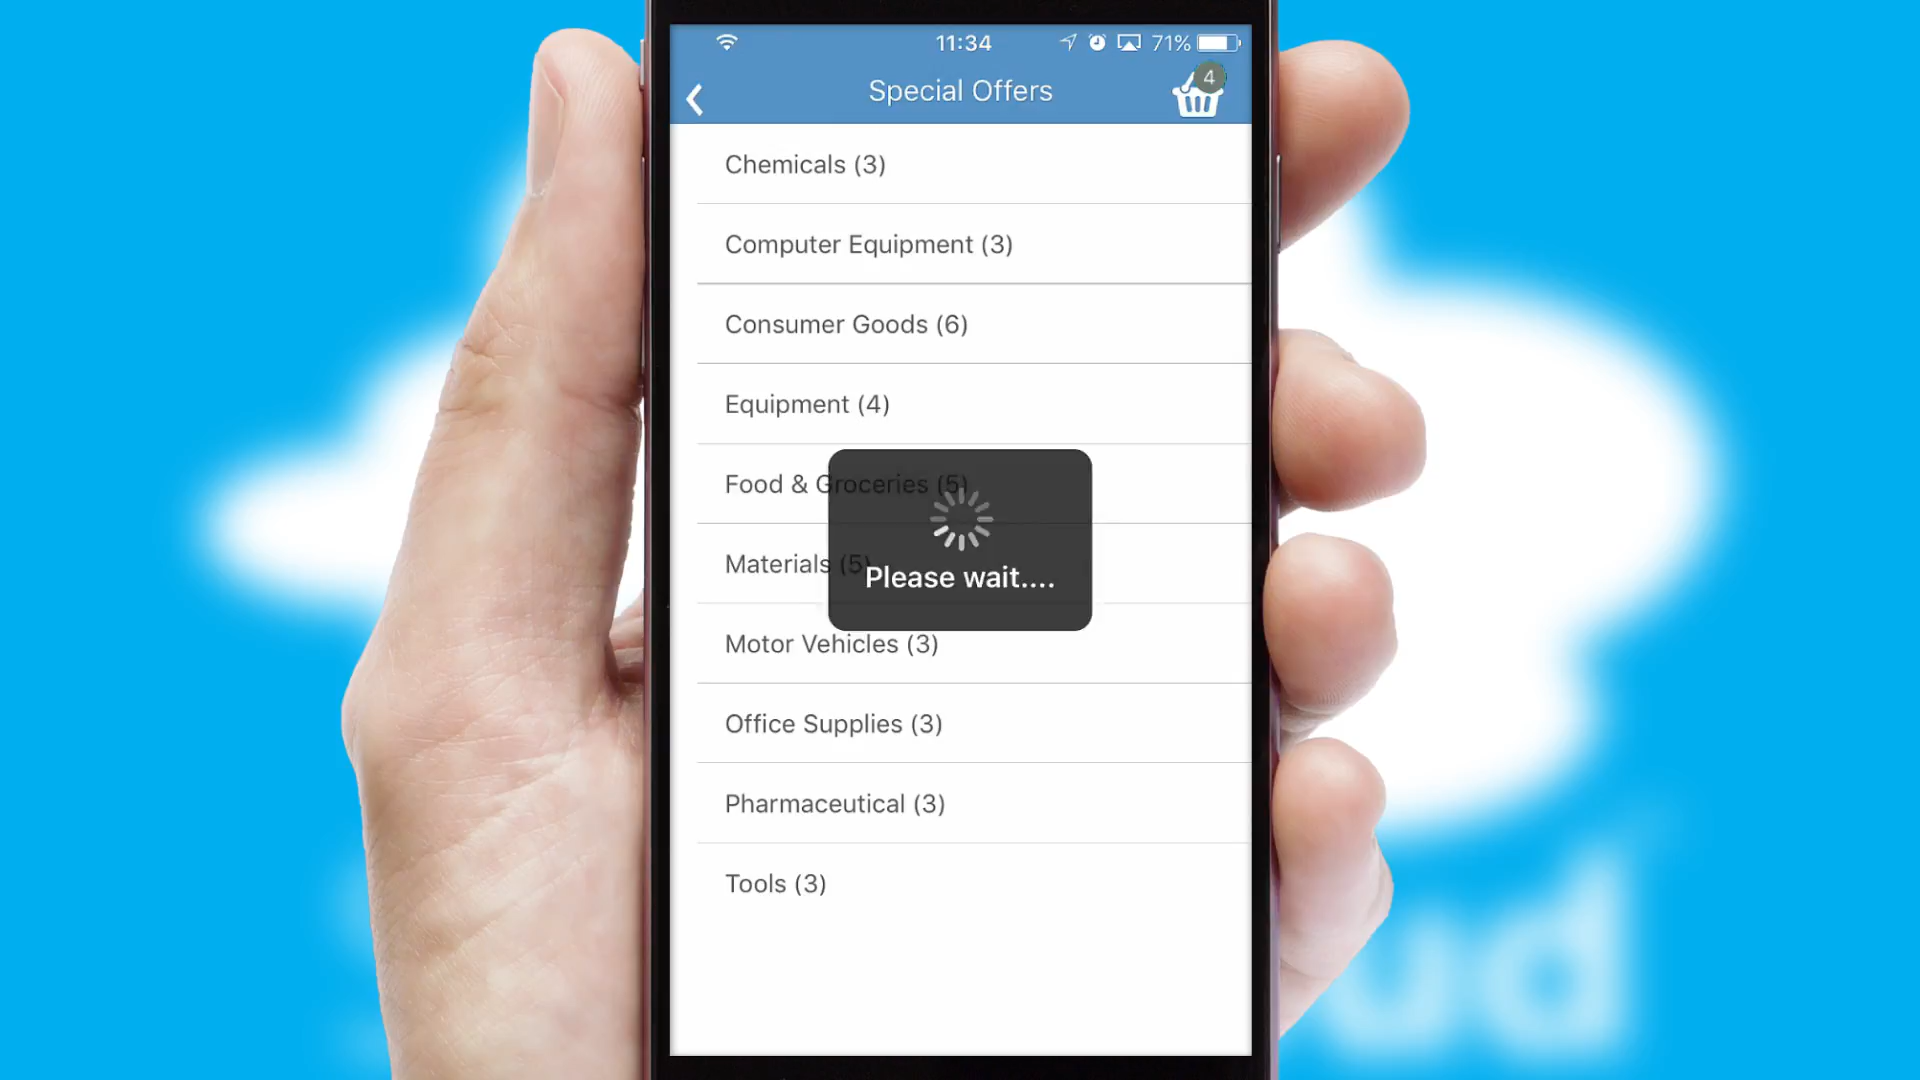 11:34
71%
Special Offers
4
Chemicals (3)
Computer Equipment (3)
Consumer Goods (6)
Equipment (4)
Food & Groceries (5)
Materials (5)
Please wait....
Motor Vehicles (3)
Office Supplies (3)
Pharmaceutical (3)
Tools (3)
ud